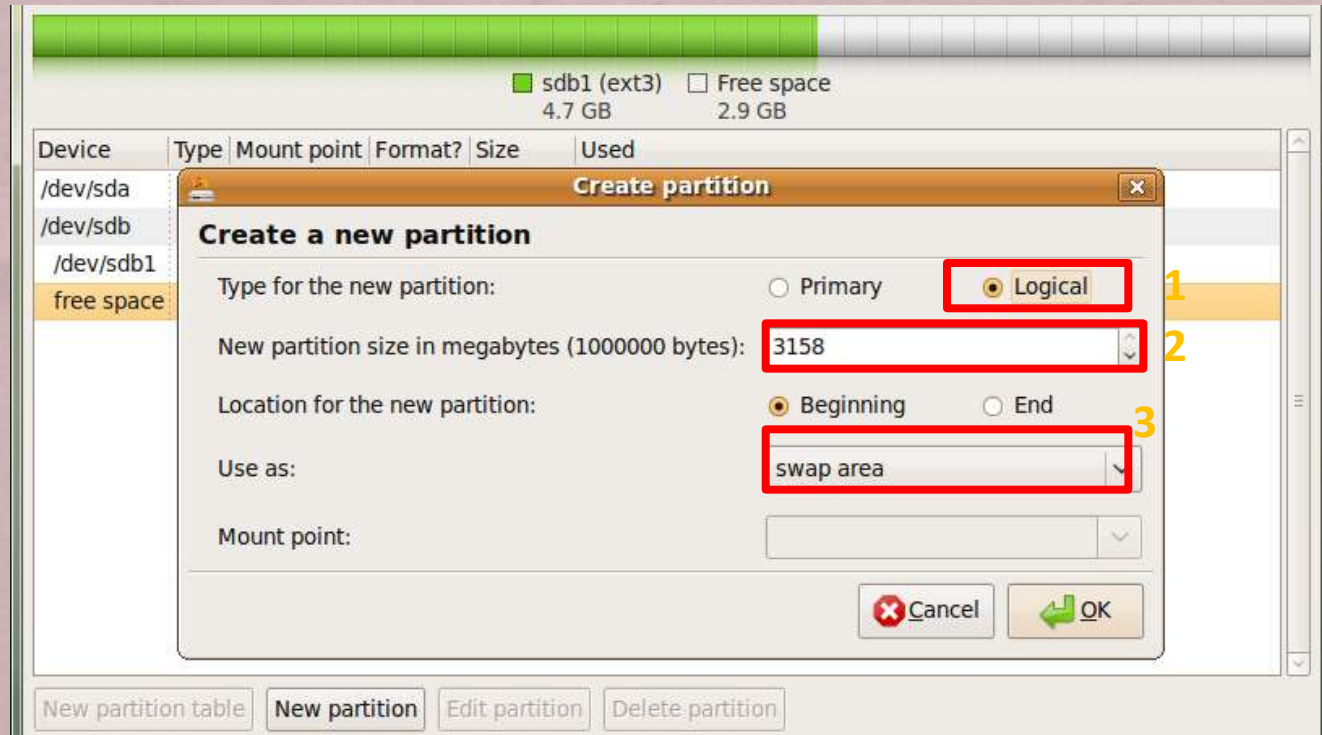 sdb1 (ext3) Free space
4.7 GB 2.9 GB
Device Type Mount point Format? Size Used
/dev/sda
/dev/sdb
/dev/sdb1
free space
Create partition
Create a new partition
Type for the new partition: Primary Logical 1
New partition size in megabytes (1000000 bytes): 3158 2
Location for the new partition: Beginning End
3
Use as: swap area
Mount point:
Cancel OK
New partition table New partition Edit partition Delete partition